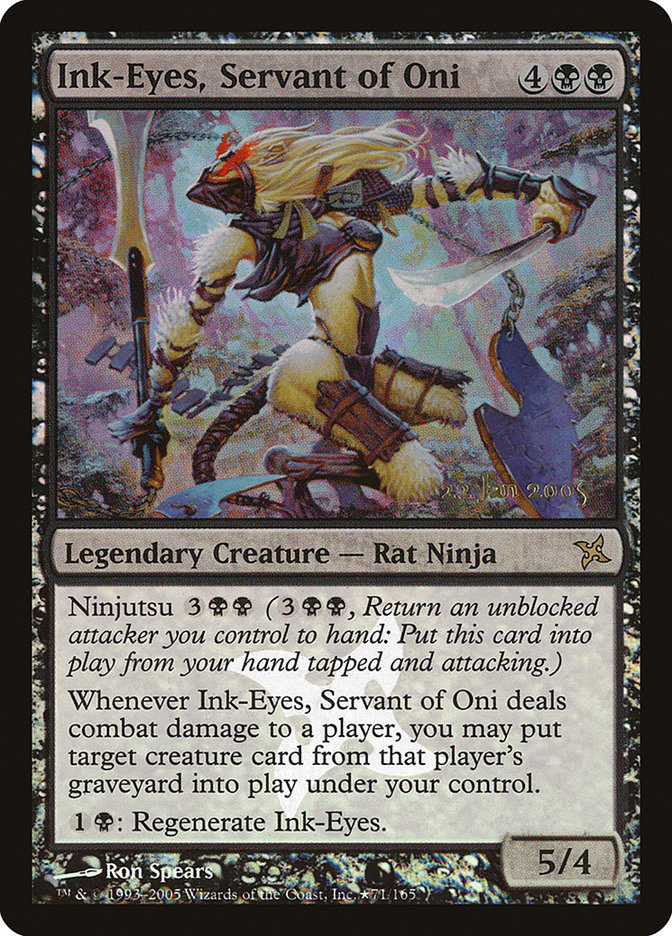 Ink-Eyes, Servant of Oni 4
22 Jan 2005
Legendary Creature — Rat Ninja
Ninjutsu 3 ( 3 , Return an unblocked
attacker you control to hand: Put this card into
play from your hand tapped and attacking.)
Whenever Ink-Eyes, Servant of Oni deals
combat damage to a player, you may put
target creature card from that player's
graveyard into play under your control.
1 : Regenerate Ink-Eyes.
5/4
Ron Spears
™ & © 1993–2005 Wizards of the Coast, Inc. ★71/165